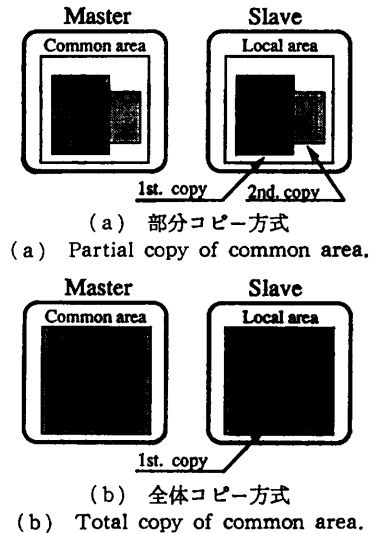 Master Slave
Common area Local area
1st. copy 2nd. copy
(a) 部分コピー方式
(a) Partial copy of common area.
Master Slave
Common area Local area
1st. copy
(b) 全体コピー方式
(b) Total copy of common area.